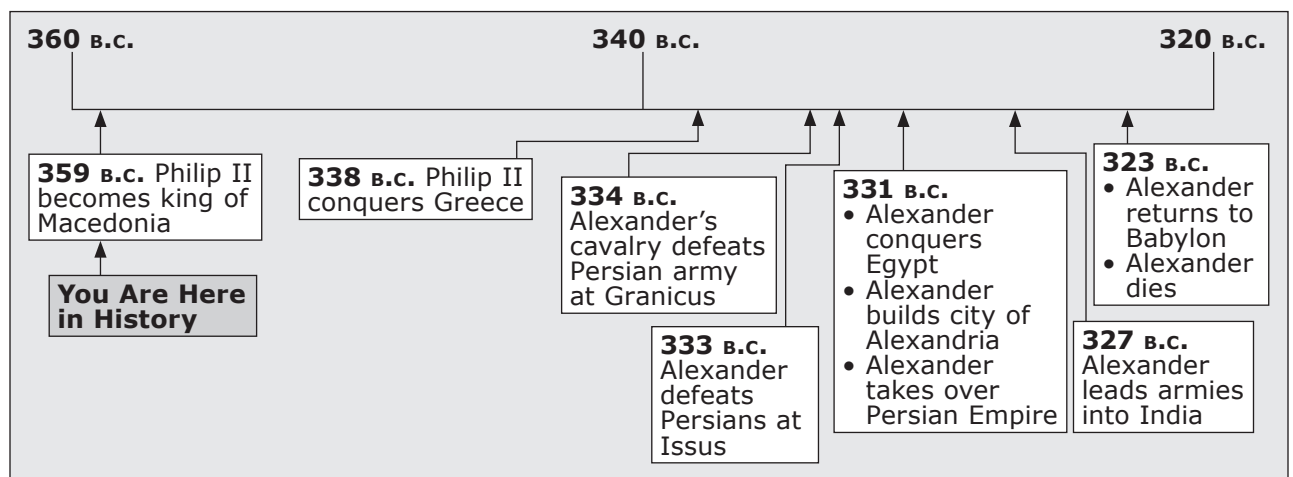 360 B.C.
340 B.C.
320 B.C.
359 B.C. Philip II
becomes king of
Macedonia
You Are Here
in History
338 B.C. Philip II
conquers Greece
334 B.C.
Alexander’s
cavalry defeats
Persian army
at Granicus
333 B.C.
Alexander
defeats
Persians at
Issus
331 B.C.
• Alexander
conquers
Egypt
• Alexander
builds city of
Alexandria
• Alexander
takes over
Persian Empire
327 B.C.
Alexander
leads armies
into India
323 B.C.
• Alexander
returns to
Babylon
• Alexander
dies